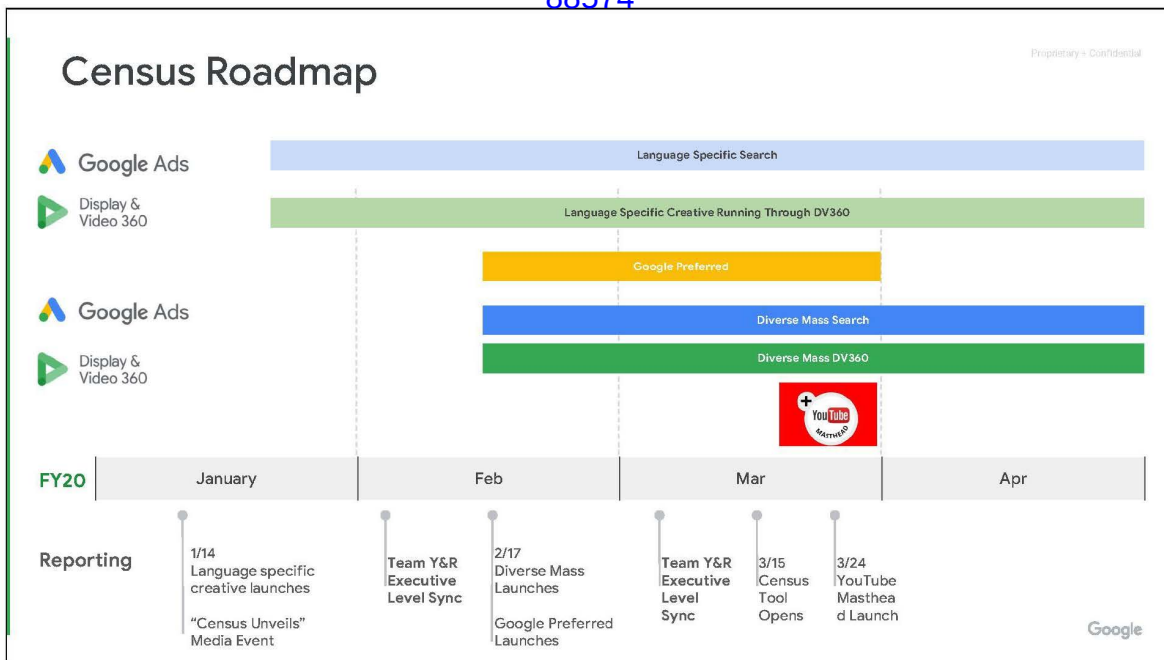 88574
Proprietary + Confidential
Census Roadmap
Google Ads
Language Specific Search
Display &
Video 360
Language Specific Creative Running Through DV360
Google Preferred
Google Ads
Diverse Mass Search
Display &
Video 360
Diverse Mass DV360
+
YouTube
MASTHEAD
FY20
January
Feb
Mar
Apr
Reporting
1/14
Language specific
creative launches
"Census Unveils"
Media Event
Team Y&R
Executive
Level Sync
2/17
Diverse Mass
Launches
Google Preferred
Launches
Team Y&R
Executive
Level
Sync
3/15
Census
Tool
Opens
3/24
YouTube
Masthea
d Launch
Google